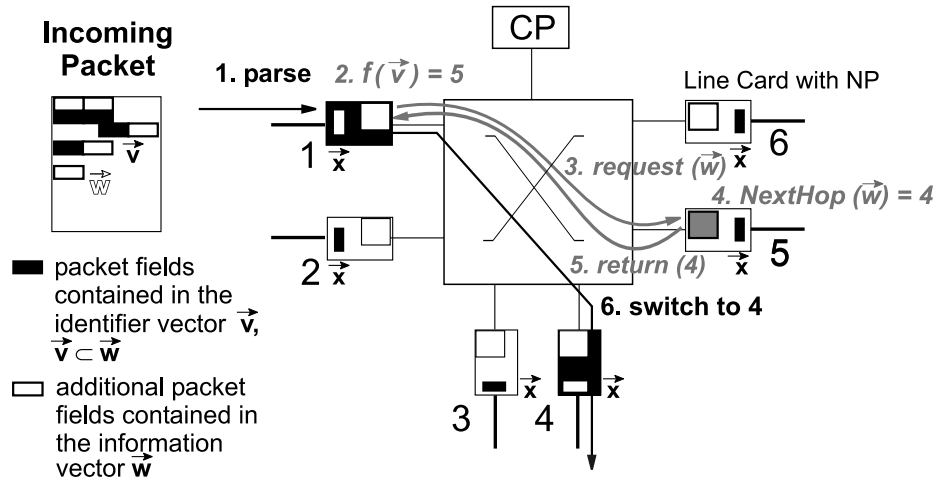 Incoming
Packet
1. parse
2. f( v ) = 5
CP
Line Card with NP
v
w
1
x
2
x
3. request (w)
6
x
4. NextHop (w) = 4
5
x
5. return (4)
6. switch to 4
3
x
4
x
packet fields
contained in the
identifier vector v,
v ⊂ w
additional packet
fields contained in
the information
vector w